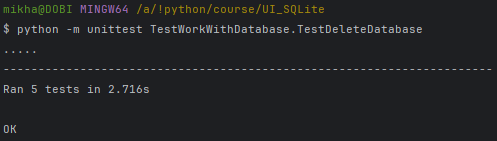 mikha@DOBI MINGW64 /a/!python/course/UI_SQLite
$ python -m unittest TestWorkWithDatabase.TestDeleteDatabase
.....
----------------------------------------------------------------------
Ran 5 tests in 2.716s
OK